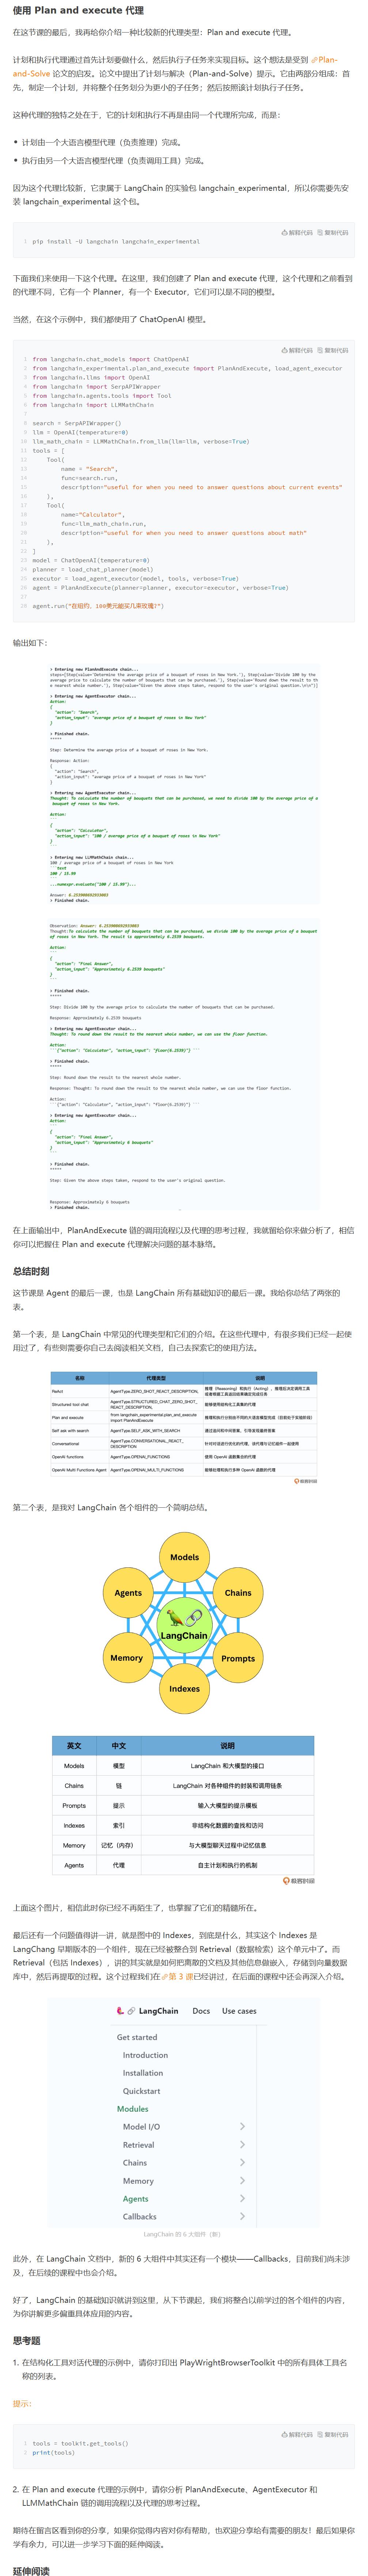 使用 Plan and execute 代理
在这节课的最后，我再给你介绍一种比较新的代理类型：Plan and execute 代理。
计划和执行代理通过首先计划要做什么，然后执行子任务来实现目标。这个想法是受到 Plan-
and-Solve 论文的启发。论文中提出了计划与解决（Plan-and-Solve）提示。它由两部分组成：首
先，制定一个计划，并将整个任务划分为更小的子任务；然后按照该计划执行子任务。
这种代理的独特之处在于，它的计划和执行不再是由同一个代理所完成，而是：
• 计划由一个大语言模型代理（负责推理）完成。
• 执行由另一个大语言模型代理（负责调用工具）完成。
因为这个代理比较新，它隶属于 LangChain 的实验包 langchain_experimental，所以你需要先安
装 langchain_experimental 这个包。
解释代码 复制代码
1 pip install -U langchain langchain_experimental
下面我们来使用一下这个代理。在这里，我们创建了 Plan and execute 代理，这个代理和之前看到
的代理不同，它有一个 Planner，有一个 Executor，它们可以是不同的模型。
当然，在这个示例中，我们都使用了 ChatOpenAI 模型。
解释代码 复制代码
1 from langchain.chat_models import ChatOpenAI
2 from langchain_experimental.plan_and_execute import PlanAndExecute, load_agent_executor
3 from langchain.llms import OpenAI
4 from langchain import SerpAPIWrapper
5 from langchain.agents.tools import Tool
6 from langchain import LLMMathChain
7
8 search = SerpAPIWrapper()
9 llm = OpenAI(temperature=0)
10 llm_math_chain = LLMMathChain.from_llm(llm=llm, verbose=True)
11 tools = [
12 Tool(
13 name = "Search",
14 func=search.run,
15 description="useful for when you need to answer questions about current events"
16 ),
17 Tool(
18 name="Calculator",
19 func=llm_math_chain.run,
20 description="useful for when you need to answer questions about math"
21 ),
22 ]
23 model = ChatOpenAI(temperature=0)
24 planner = load_chat_planner(model)
25 executor = load_agent_executor(model, tools, verbose=True)
26 agent = PlanAndExecute(planner=planner, executor=executor, verbose=True)
27
28 agent.run("在纽约，100美元能买几束玫瑰?")
输出如下：
> Entering new PlanAndExecute chain...
steps=[Step(value='Determine the average price of a bouquet of roses in New York.'), Step(value='Divide 100 by the
average price to calculate the number of bouquets that can be purchased.'), Step(value='Round down the result to th
e nearest whole number.'), Step(value="Given the above steps taken, respond to the user's original question.\n\n")]
> Entering new AgentExecutor chain...
Action:
{
"action": "Search",
"action_input": "average price of a bouquet of roses in New York"
}
> Finished chain.
*****
Step: Determine the average price of a bouquet of roses in New York.
Response: Action:
{
"action": "Search",
"action_input": "average price of a bouquet of roses in New York"
}
> Entering new AgentExecutor chain...
Thought: To calculate the number of bouquets that can be purchased, we need to divide 100 by the average price of a
bouquet of roses in New York.
Action:
```
{
"action": "Calculator",
"action_input": "100 / average price of a bouquet of roses in New York"
}
```
> Entering new LLMMathChain chain...
100 / average price of a bouquet of roses in New York
```text
100 / 15.99
```
...numexpr.evaluate("100 / 15.99")...
Answer: 6.253908692933083
> Finished chain.
Observation: Answer: 6.253908692933083
Thought:To calculate the number of bouquets that can be purchased, we divide 100 by the average price of a bouquet
of roses in New York. The result is approximately 6.2539 bouquets.
Action:
```
{
"action": "Final Answer",
"action_input": "Approximately 6.2539 bouquets"
}
```
> Finished chain.
*****
Step: Divide 100 by the average price to calculate the number of bouquets that can be purchased.
Response: Approximately 6.2539 bouquets
> Entering new AgentExecutor chain...
Thought: To round down the result to the nearest whole number, we can use the floor function.
Action:
```{"action": "Calculator", "action_input": "floor(6.2539)"} ```
> Finished chain.
*****
Step: Round down the result to the nearest whole number.
Response: Thought: To round down the result to the nearest whole number, we can use the floor function.
Action:
```{"action": "Calculator", "action_input": "floor(6.2539)"} ```
> Entering new AgentExecutor chain...
Action:
```
{
"action": "Final Answer",
"action_input": "Approximately 6 bouquets"
}
```
> Finished chain.
*****
Step: Given the above steps taken, respond to the user's original question.
Response: Approximately 6 bouquets
> Finished chain.
在上面输出中，PlanAndExecute 链的调用流程以及代理的思考过程，我就留给你来做分析了，相信
你可以把握住 Plan and execute 代理解决问题的基本脉络。
总结时刻
这节课是 Agent 的最后一课，也是 LangChain 所有基础知识的最后一课。我给你总结了两张的
表。
第一个表，是 LangChain 中常见的代理类型和它们的介绍。在这些代理中，有很多我们已经一起使
用过了，有些则需要你自己去阅读相关文档，自己去探索它的使用方法。
名称 代理类型 说明
ReAct AgentType.ZERO_SHOT_REACT_DESCRIPTION, 推理（Reasoning）和执行（Acting），推理后决定调用工具
或者根据工具返回结果确定完成任务
Structured tool chat AgentType.STRUCTURED_CHAT_ZERO_SHOT_
REACT_DESCRIPTION, 能够使用结构化工具集的代理
Plan and execute from langchain_experimental.plan_and_execute
import PlanAndExecute 推理和执行分别由不同的大语言模型完成（目前处于实验阶段）
Self ask with search AgentType.SELF_ASK_WITH_SEARCH 通过追问和中间答案，引导发现最终答案
Conversational AgentType.CONVERSATIONAL_REACT_
DESCRIPTION 针对对话进行优化的代理，该代理与记忆组件一起使用
OpenAI functions AgentType.OPENAI_FUNCTIONS 使用 OpenAI 函数集合的代理
OpenAI Multi Functions Agent AgentType.OPENAI_MULTI_FUNCTIONS 能够处理和执行多种 OpenAI 函数的代理
极客时间
第二个表，是我对 LangChain 各个组件的一个简明总结。
Models
Agents
Chains
LangChain
Memory
Prompts
Indexes
英文 中文 说明
Models 模型 LangChain 和大模型的接口
Chains 链 LangChain 对各种组件的封装和调用链条
Prompts 提示 输入大模型的提示模板
Indexes 索引 非结构化数据的查找和访问
Memory 记忆（内存） 与大模型聊天过程中记忆信息
Agents 代理 自主计划和执行的机制
极客时间
上面这个图片，相信此时你已经不再陌生了，也掌握了它们的精髓所在。
最后还有一个问题值得讲一讲，就是图中的 Indexes，到底是什么，其实这个 Indexes 是
LangChang 早期版本的一个组件，现在已经被整合到 Retrieval（数据检索）这个单元中了。而
Retrieval（包括 Indexes），讲的其实就是如何把离散的文档及其他信息做嵌入，存储到向量数据
库中，然后再提取的过程。这个过程我们在 第 3 课已经讲过，在后面的课程中还会再深入介绍。
LangChain Docs Use cases
Get started
Introduction
Installation
Quickstart
Modules
Model I/O
Retrieval
Chains
Memory
Agents
Callbacks
LangChain 的 6 大组件（新）
此外，在 LangChain 文档中，新的 6 大组件中其实还有一个模块——Callbacks，目前我们尚未涉
及，在后续的课程中也会介绍。
好了，LangChain 的基础知识就讲到这里，从下节课起，我们将整合以前学过的各个组件的内容，
为你讲解更多偏重具体应用的内容。
思考题
1. 在结构化工具对话代理的示例中，请你打印出 PlayWrightBrowserToolkit 中的所有具体工具名
称的列表。
提示：
解释代码 复制代码
1 tools = toolkit.get_tools()
2 print(tools)
2. 在 Plan and execute 代理的示例中，请你分析 PlanAndExecute、AgentExecutor 和
LLMMathChain 链的调用流程以及代理的思考过程。
期待在留言区看到你的分享，如果你觉得内容对你有帮助，也欢迎分享给有需要的朋友！最后如果你
学有余力，可以进一步学习下面的延伸阅读。
延伸阅读